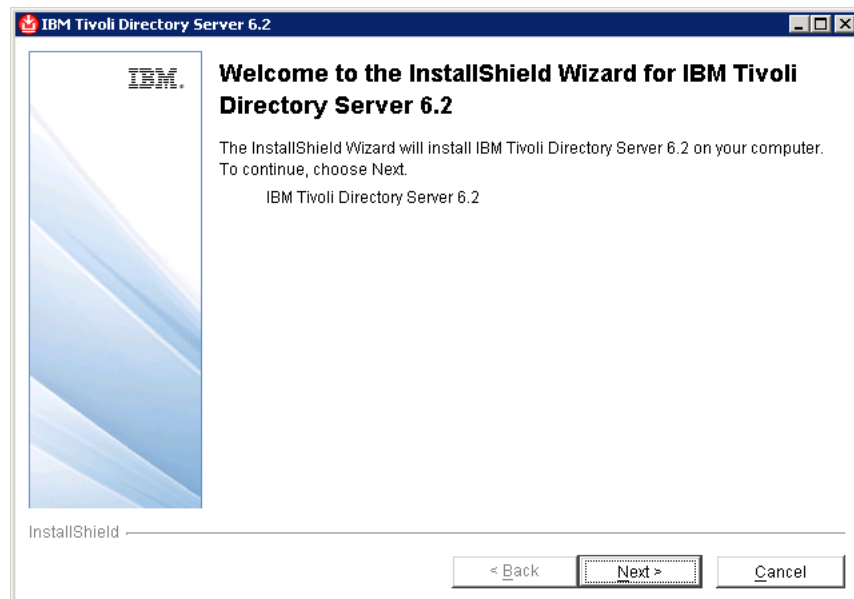 IBM Tivoli Directory Server 6.2
IBM.
Welcome to the InstallShield Wizard for IBM Tivoli
Directory Server 6.2
The InstallShield Wizard will install IBM Tivoli Directory Server 6.2 on your computer.
To continue, choose Next.
IBM Tivoli Directory Server 6.2
InstallShield
< Back
Next >
Cancel